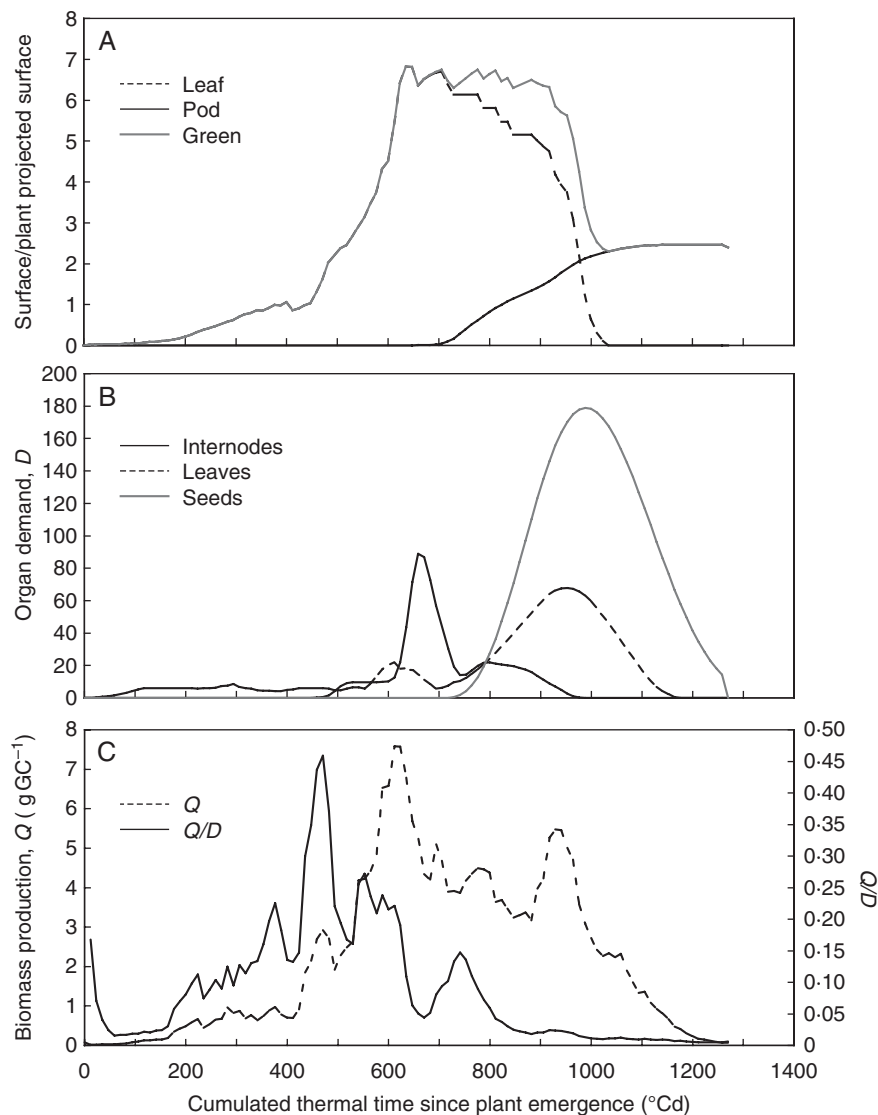 A
Surface/plant projected surface
8
7
6
5
4
3
2
1
0
Leaf
Pod
Green
B
Organ demand, D
200
180
160
140
120
100
80
60
40
20
0
Internodes
Leaves
Seeds
C
Biomass production, Q ( g GC⁻¹)
8
7
6
5
4
3
2
1
0
Q
Q/D
0·50
0·45
0·40
0·35
0·30
0·25
0·20
0·15
0·10
0·05
0
Q/D
0 200 400 600 800 1000 1200 1400
Cumulated thermal time since plant emergence (°Cd)